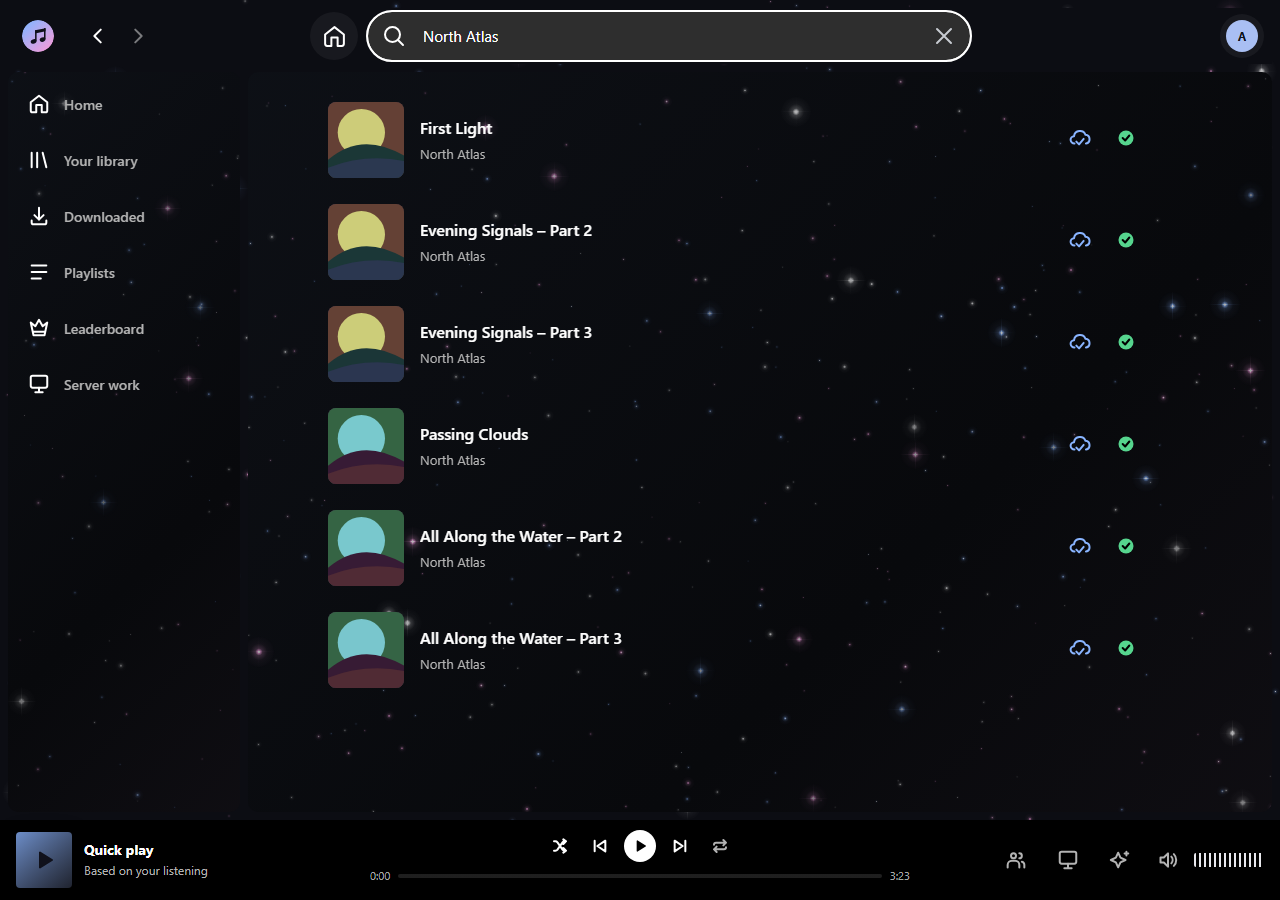 North Atlas
A
Home
Your library
Downloaded
Playlists
Leaderboard
Server work
First Light
North Atlas
Evening Signals – Part 2
North Atlas
Evening Signals – Part 3
North Atlas
Passing Clouds
North Atlas
All Along the Water – Part 2
North Atlas
All Along the Water – Part 3
North Atlas
Quick play
Based on your listening
0:00
3:23